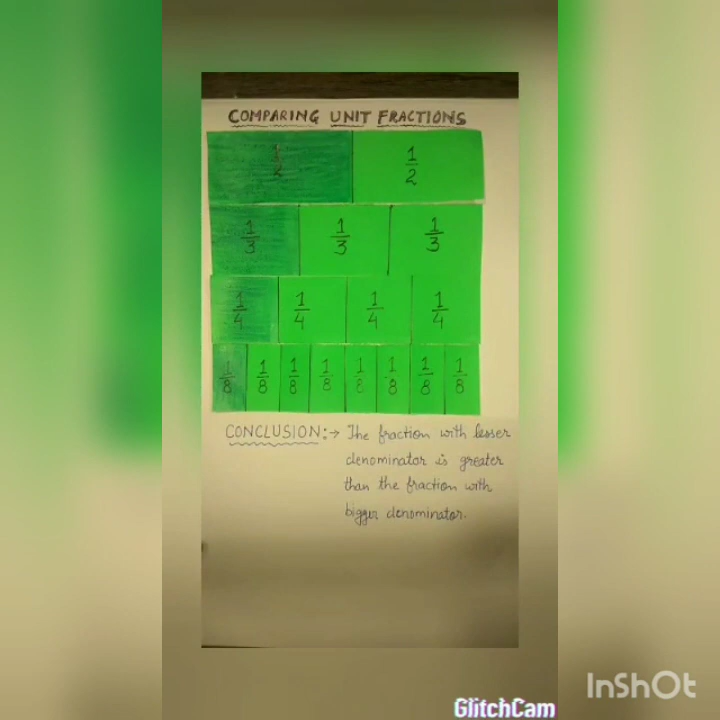 COMPARING UNIT FRACTIONS
1/2 1/2
1/3 1/3 1/3
1/4 1/4 1/4 1/4
1/8 1/8 1/8 1/8 1/8 1/8 1/8 1/8
CONCLUSION:→ The fraction with lesser
denominator is greater
than the fraction with
bigger denominator.
InShOt
GlitchCam